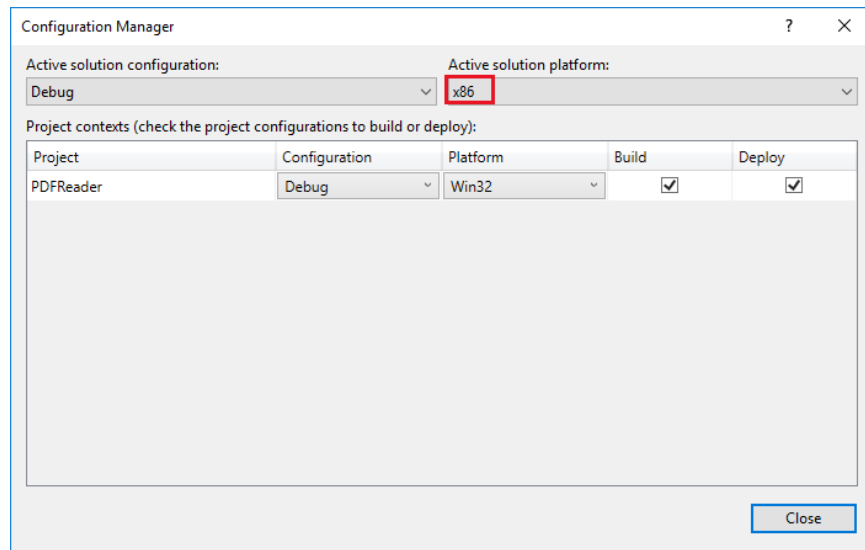 Configuration Manager ?
Active solution configuration: Active solution platform:
Debug x86
Project contexts (check the project configurations to build or deploy):
Project Configuration Platform Build Deploy
PDFReader Debug Win32
Close